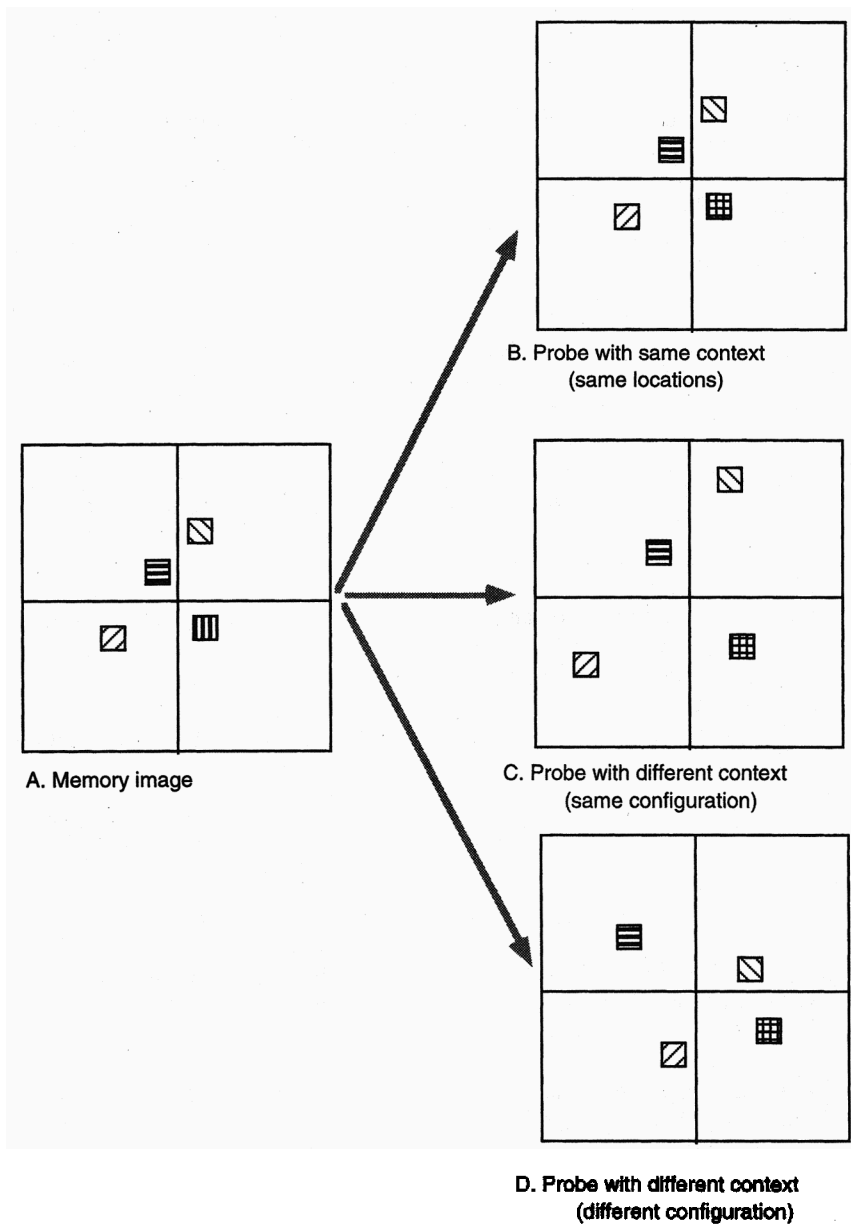 B. Probe with same context
(same locations)
A. Memory image
C. Probe with different context
(same configuration)
D. Probe with different context
(different configuration)